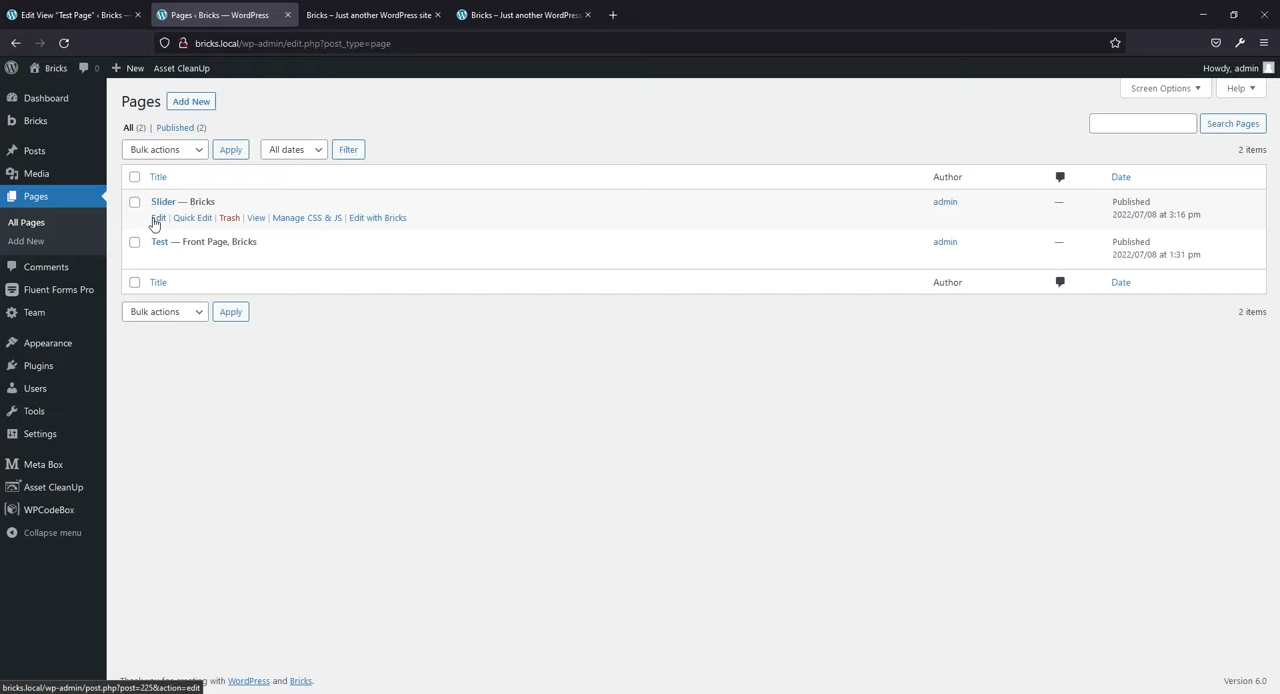 Edit View "Test Page" ‹ Bricks —
Pages ‹ Bricks — WordPress
Bricks – Just another WordPress site
Bricks – Just another WordPress
bricks.local/wp-admin/edit.php?post_type=page
Bricks
0
New
Asset CleanUp
Howdy, admin
Dashboard
Bricks
Posts
Media
Pages
All Pages
Add New
Comments
Fluent Forms Pro
Team
Appearance
Plugins
Users
Tools
Settings
Meta Box
Asset CleanUp
WPCodeBox
Collapse menu
Pages
Add New
Screen Options
Help
All (2) | Published (2)
Search Pages
Bulk actions
Apply
All dates
Filter
2 items
Title
Author
Date
Slider — Bricks
admin
—
Published
2022/07/08 at 3:16 pm
Edit | Quick Edit | Trash | View | Manage CSS & JS | Edit with Bricks
Test — Front Page, Bricks
admin
—
Published
2022/07/08 at 1:31 pm
Title
Author
Date
Bulk actions
Apply
2 items
Thank you for creating with WordPress and Bricks.
Version 6.0
bricks.local/wp-admin/post.php?post=225&action=edit